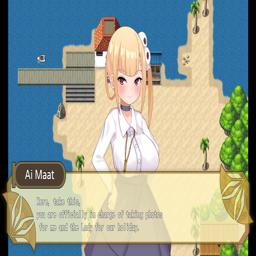 Ai Maat
Here, take this,
you are officially in charge of taking photos
for me and the Lady for our holiday.